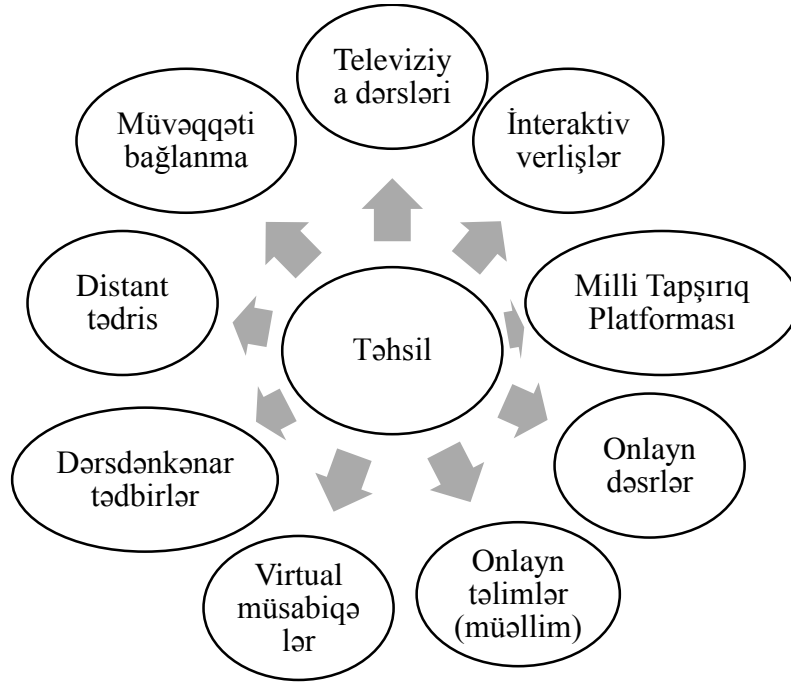 Televiziy
a dərsləri
İnteraktiv
verlişlər
Milli Tapşırıq
Platforması
Onlayn
dəsrlər
Onlayn
təlimlər
(müəllim)
Virtual
müsabiqə
lər
Dərsdənkənar
tədbirlər
Distant
tədris
Müvəqqəti
bağlanma
Təhsil